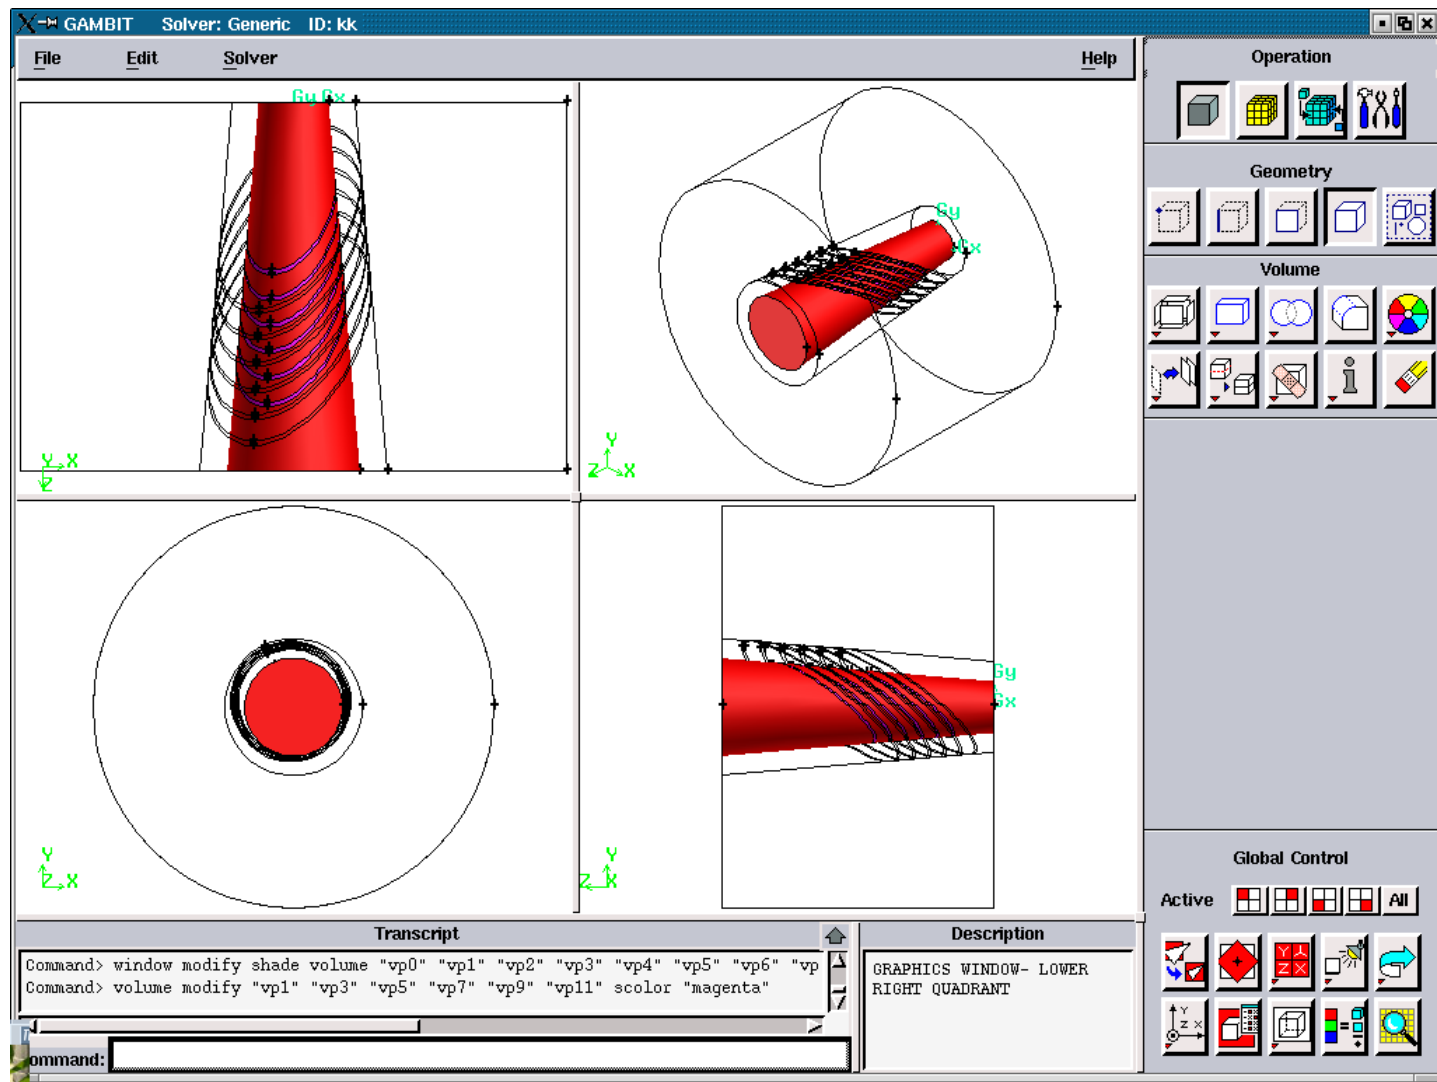 GAMBIT Solver: Generic ID: kk
File Edit Solver Help
Operation
Geometry
Volume
Gy Gx
Y X
Z
Gy
Gx
Y
Z X
Y
Z X
Gy
Gx
Y
Z X
Transcript
Command> window modify shade volume "vp0" "vp1" "vp2" "vp3" "vp4" "vp5" "vp6" "vp
Command> volume modify "vp1" "vp3" "vp5" "vp7" "vp9" "vp11" scolor "magenta"
ommand:
Description
GRAPHICS WINDOW- LOWER
RIGHT QUADRANT
Global Control
Active All
Y
Z X
Y
Z X